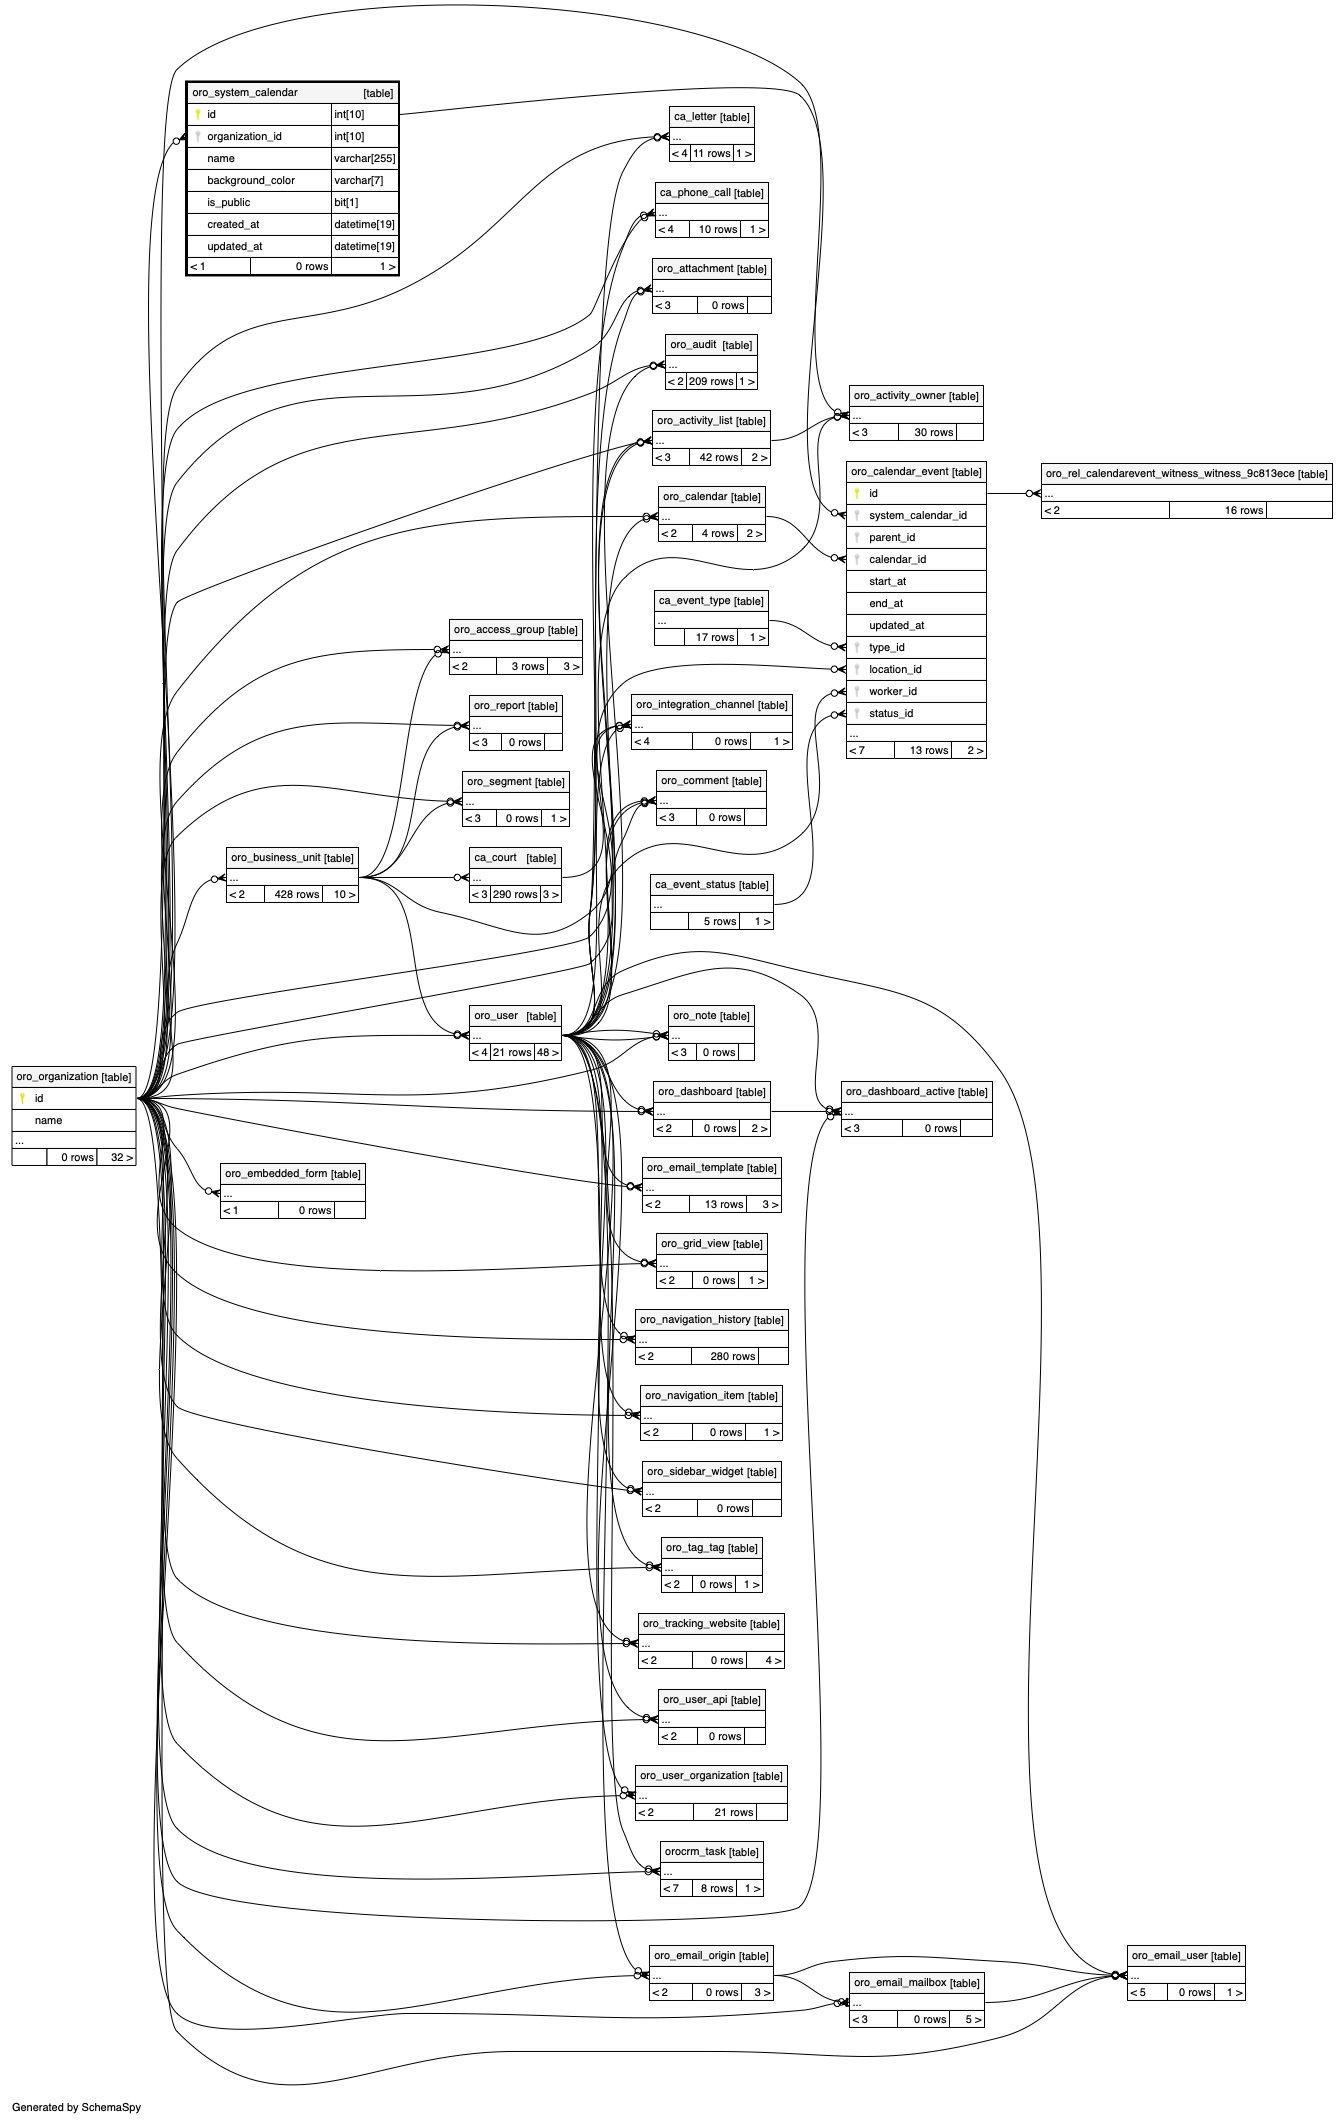 oro_system_calendar [table]
id int[10]
organization_id int[10]
name varchar[255]
background_color varchar[7]
is_public bit[1]
created_at datetime[19]
updated_at datetime[19]
< 1 0 rows 1 >
ca_letter [table]
...
< 4 11 rows 1 >
ca_phone_call [table]
...
< 4 10 rows 1 >
oro_attachment [table]
...
< 3 0 rows
oro_audit [table]
...
< 2 209 rows 1 >
oro_activity_list [table]
...
< 3 42 rows 2 >
oro_activity_owner [table]
...
< 3 30 rows
oro_calendar [table]
...
< 2 4 rows 2 >
oro_calendar_event [table]
id
system_calendar_id
parent_id
calendar_id
start_at
end_at
updated_at
type_id
location_id
worker_id
status_id
...
< 7 13 rows 2 >
oro_rel_calendarevent_witness_witness_9c813ece [table]
...
< 2 16 rows
ca_event_type [table]
...
17 rows 1 >
oro_access_group [table]
...
< 2 3 rows 3 >
oro_report [table]
...
< 3 0 rows
oro_integration_channel [table]
...
< 4 0 rows 1 >
oro_segment [table]
...
< 3 0 rows 1 >
oro_comment [table]
...
< 3 0 rows
oro_business_unit [table]
...
< 2 428 rows 10 >
ca_court [table]
...
< 3 290 rows 3 >
ca_event_status [table]
...
5 rows 1 >
oro_user [table]
...
< 4 21 rows 48 >
oro_note [table]
...
< 3 0 rows
oro_organization [table]
id
name
...
0 rows 32 >
oro_dashboard [table]
...
< 2 0 rows 2 >
oro_dashboard_active [table]
...
< 3 0 rows
oro_embedded_form [table]
...
< 1 0 rows
oro_email_template [table]
...
< 2 13 rows 3 >
oro_grid_view [table]
...
< 2 0 rows 1 >
oro_navigation_history [table]
...
< 2 280 rows
oro_navigation_item [table]
...
< 2 0 rows 1 >
oro_sidebar_widget [table]
...
< 2 0 rows
oro_tag_tag [table]
...
< 2 0 rows 1 >
oro_tracking_website [table]
...
< 2 0 rows 4 >
oro_user_api [table]
...
< 2 0 rows
oro_user_organization [table]
...
< 2 21 rows
orocrm_task [table]
...
< 7 8 rows 1 >
oro_email_origin [table]
...
< 2 0 rows 3 >
oro_email_mailbox [table]
...
< 3 0 rows 5 >
oro_email_user [table]
...
< 5 0 rows 1 >
Generated by SchemaSpy